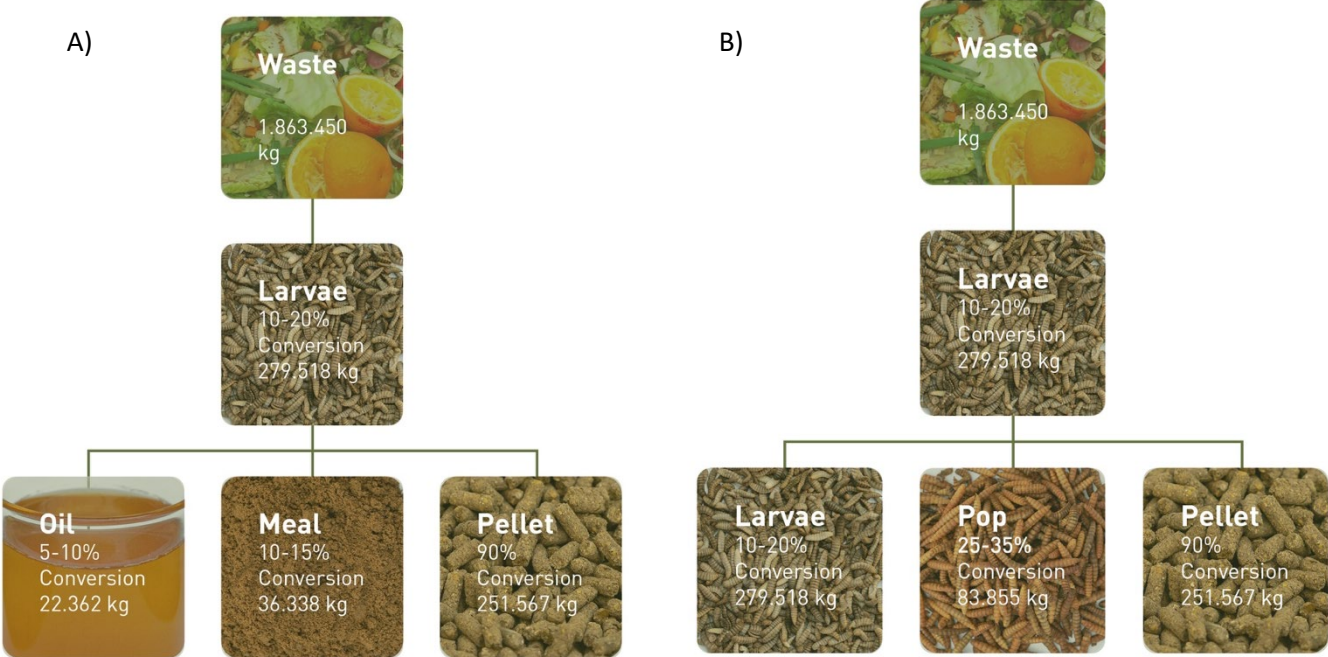 A)
Waste
1.863.450
kg
Larvae
10-20%
Conversion
279.518 kg
Oil
5-10%
Conversion
22.362 kg
Meal
10-15%
Conversion
36.338 kg
Pellet
90%
Conversion
251.567 kg
B)
Waste
1.863.450
kg
Larvae
10-20%
Conversion
279.518 kg
Larvae
10-20%
Conversion
279.518 kg
Pop
25-35%
Conversion
83.855 kg
Pellet
90%
Conversion
251.567 kg